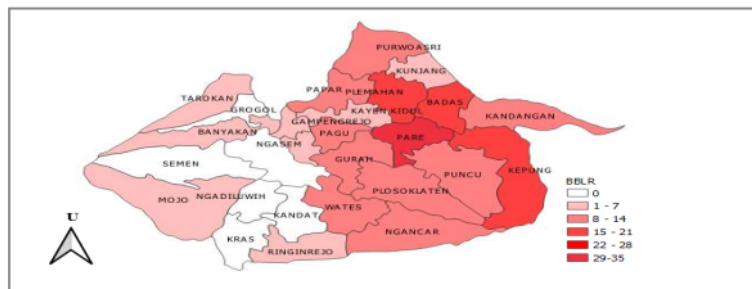 PURWOASRI
KUNJANG
TAROKAN
PAPAR
PLEMAHAN
GROGOL
KAYEN KIDUL
BADAS
KANDANGAN
GAMPENGREJO
BANYAKAN
PAGU
PARE
NGASEM
SEMEN
GURAH
KEPUNG
PUNCU
MOJO
NGADILUWIH
PLOSOKLATEN
WATES
KANDAT
KRAS
NGANCAR
RINGINREJO
U
BBLR
0
1 - 7
8 - 14
15 - 21
22 - 28
29-35